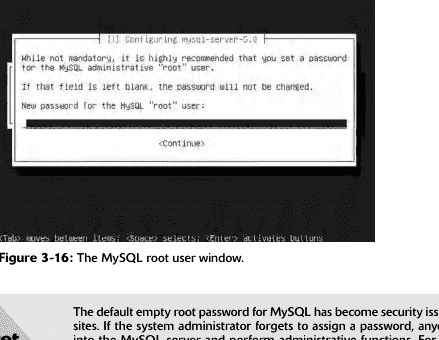 [!] Configuring mysql-server-5.0
While not mandatory, it is highly recommended that you set a password
for the MySQL administrative "root" user.
If that field is left blank, the password will not be changed.
New password for the MySQL "root" user:
<Continue>
<Tab> moves between items; <Space> selects; <Enter> activates buttons
Figure 3-16: The MySQL root user window.
The default empty root password for MySQL has become security iss
sites. If the system administrator forgets to assign a password, anyo
into the MySQL server and perform administrative functions. For